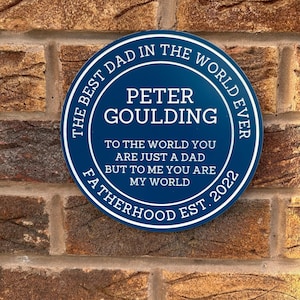 THE BEST DAD IN THE WORLD EVER
PETER
GOULDING
TO THE WORLD YOU
ARE JUST A DAD
BUT TO ME YOU ARE
MY WORLD
FATHERHOOD EST. 2022